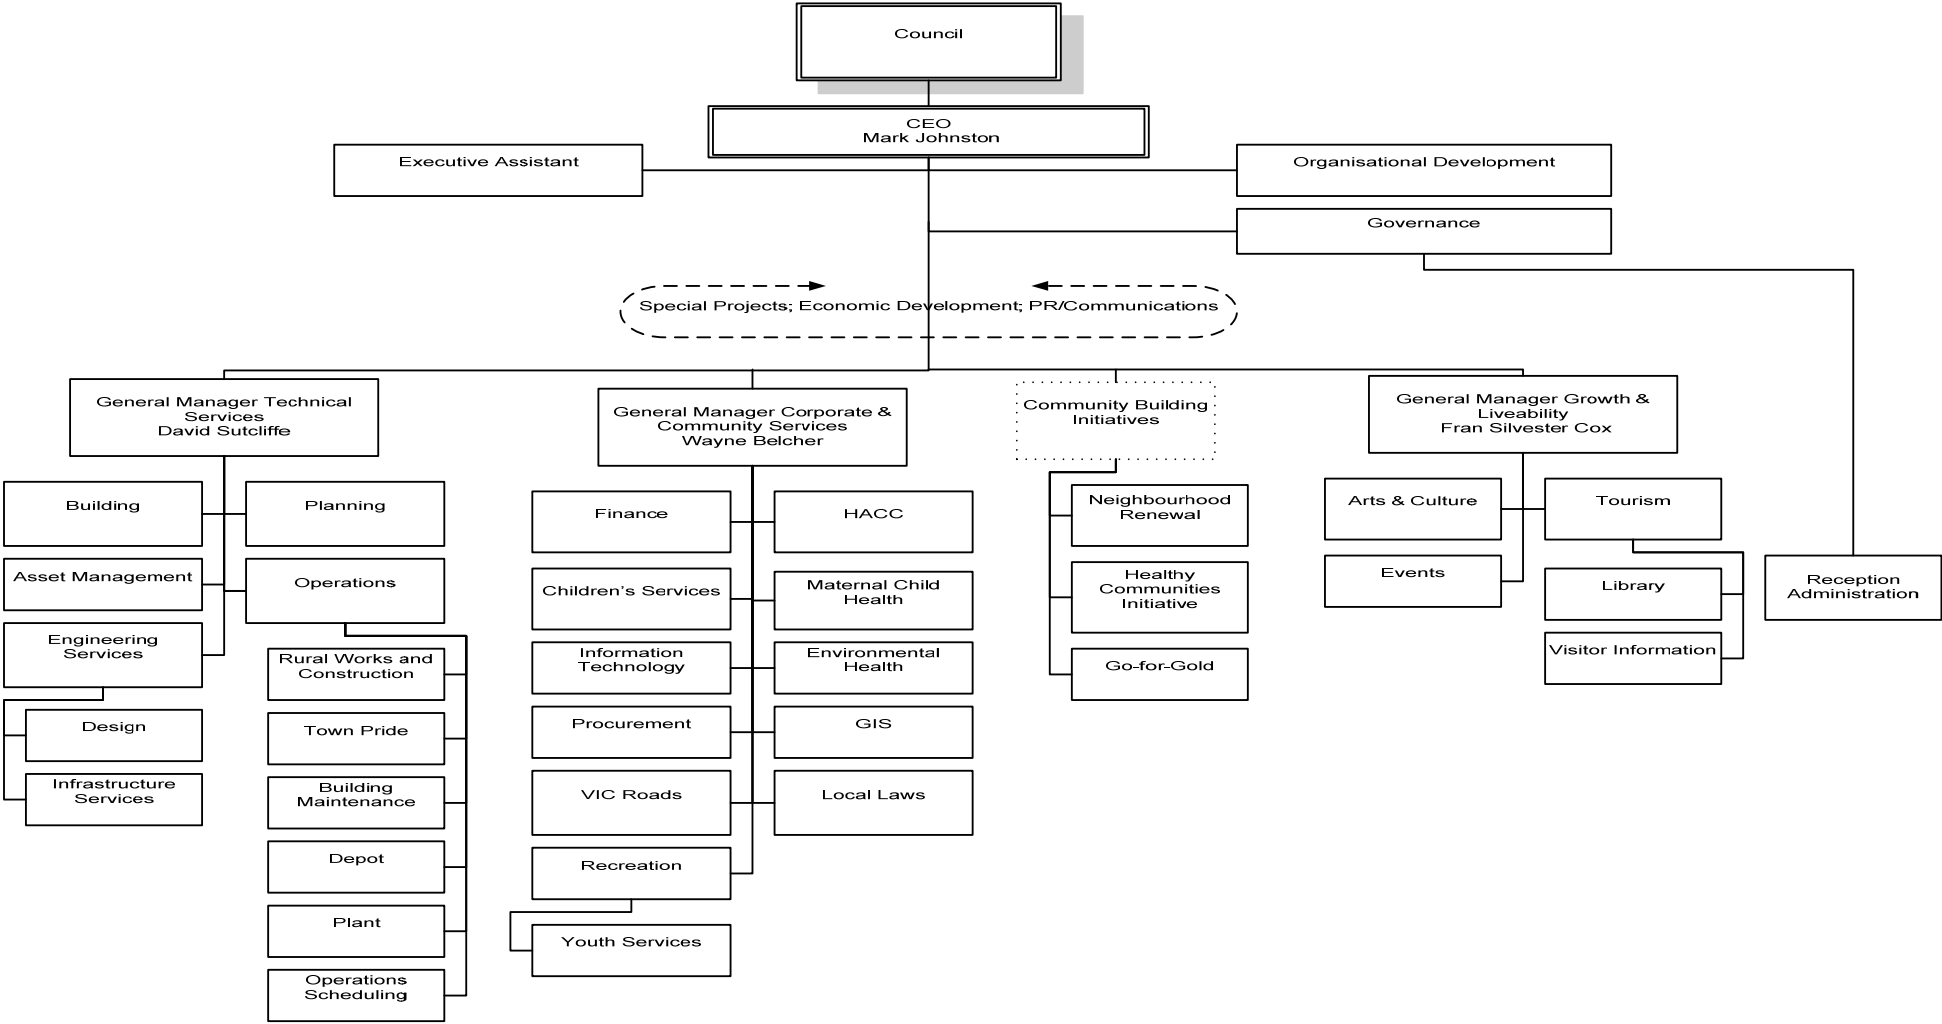 Council
CEO
Mark Johnston
Executive Assistant
Organisational Development
Governance
Special Projects; Economic Development; PR/Communications
General Manager Technical
Services
David Sutcliffe
General Manager Corporate &
Community Services
Wayne Belcher
Community Building
Initiatives
General Manager Growth &
Liveability
Fran Silvester Cox
Building
Planning
Asset Management
Operations
Engineering
Services
Design
Infrastructure
Services
Rural Works and
Construction
Town Pride
Building
Maintenance
Depot
Plant
Operations
Scheduling
Finance
HACC
Children’s Services
Maternal Child
Health
Information
Technology
Environmental
Health
Procurement
GIS
VIC Roads
Local Laws
Recreation
Youth Services
Neighbourhood
Renewal
Healthy
Communities
Initiative
Go-for-Gold
Arts & Culture
Tourism
Events
Library
Visitor Information
Reception
Administration